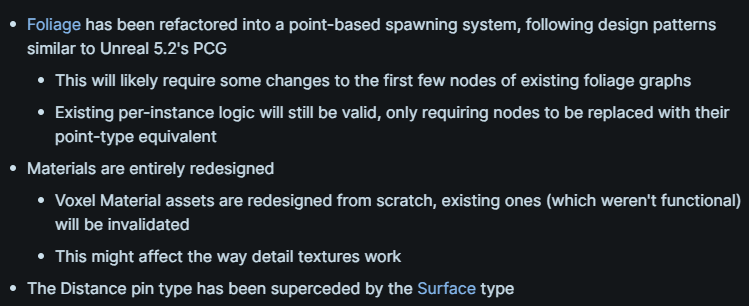 Foliage has been refactored into a point-based spawning system, following design patterns
similar to Unreal 5.2's PCG
This will likely require some changes to the first few nodes of existing foliage graphs
Existing per-instance logic will still be valid, only requiring nodes to be replaced with their
point-type equivalent
Materials are entirely redesigned
Voxel Material assets are redesigned from scratch, existing ones (which weren't functional)
will be invalidated
This might affect the way detail textures work
The Distance pin type has been superceded by the Surface type